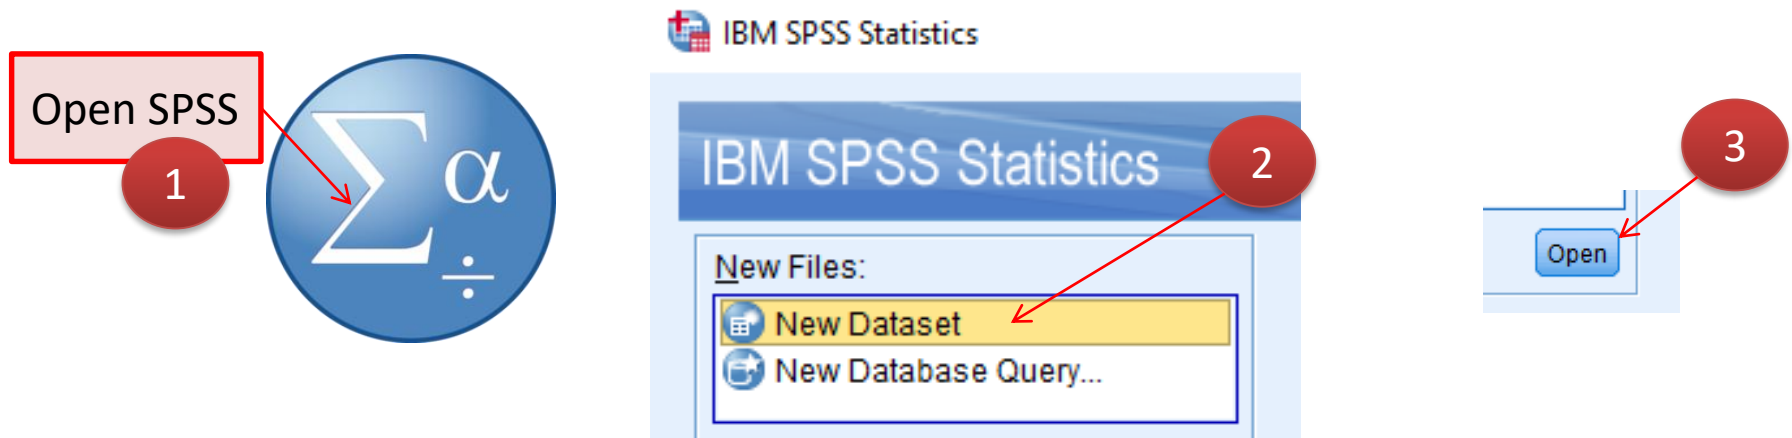 Open SPSS
1
Σ α
÷
IBM SPSS Statistics
IBM SPSS Statistics
2
New Files:
New Dataset
New Database Query...
3
Open